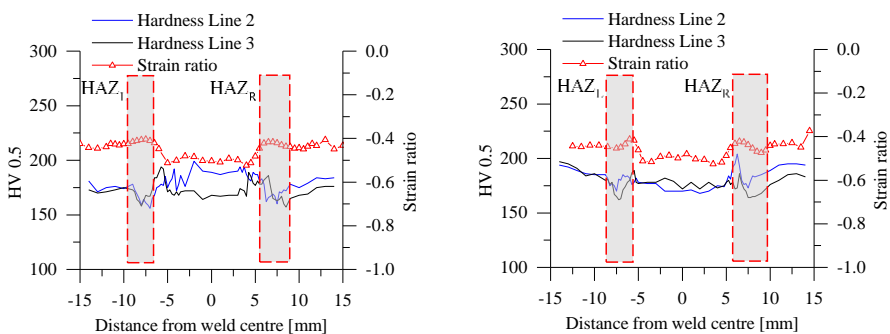 Hardness Line 2
Hardness Line 3
Strain ratio
300
250
200
150
100
HV 0.5
0.0
-0.2
-0.4
-0.6
-0.8
-1.0
Strain ratio
HAZ
HAZR
-15 -10 -5 0 5 10 15
Distance from weld centre [mm]
Hardness Line 2
Hardness Line 3
Strain ratio
300
250
200
150
100
HV 0.5
0.0
-0.2
-0.4
-0.6
-0.8
-1.0
Strain ratio
HAZL
HAZR
-15 -10 -5 0 5 10 15
Distance from weld centre [mm]